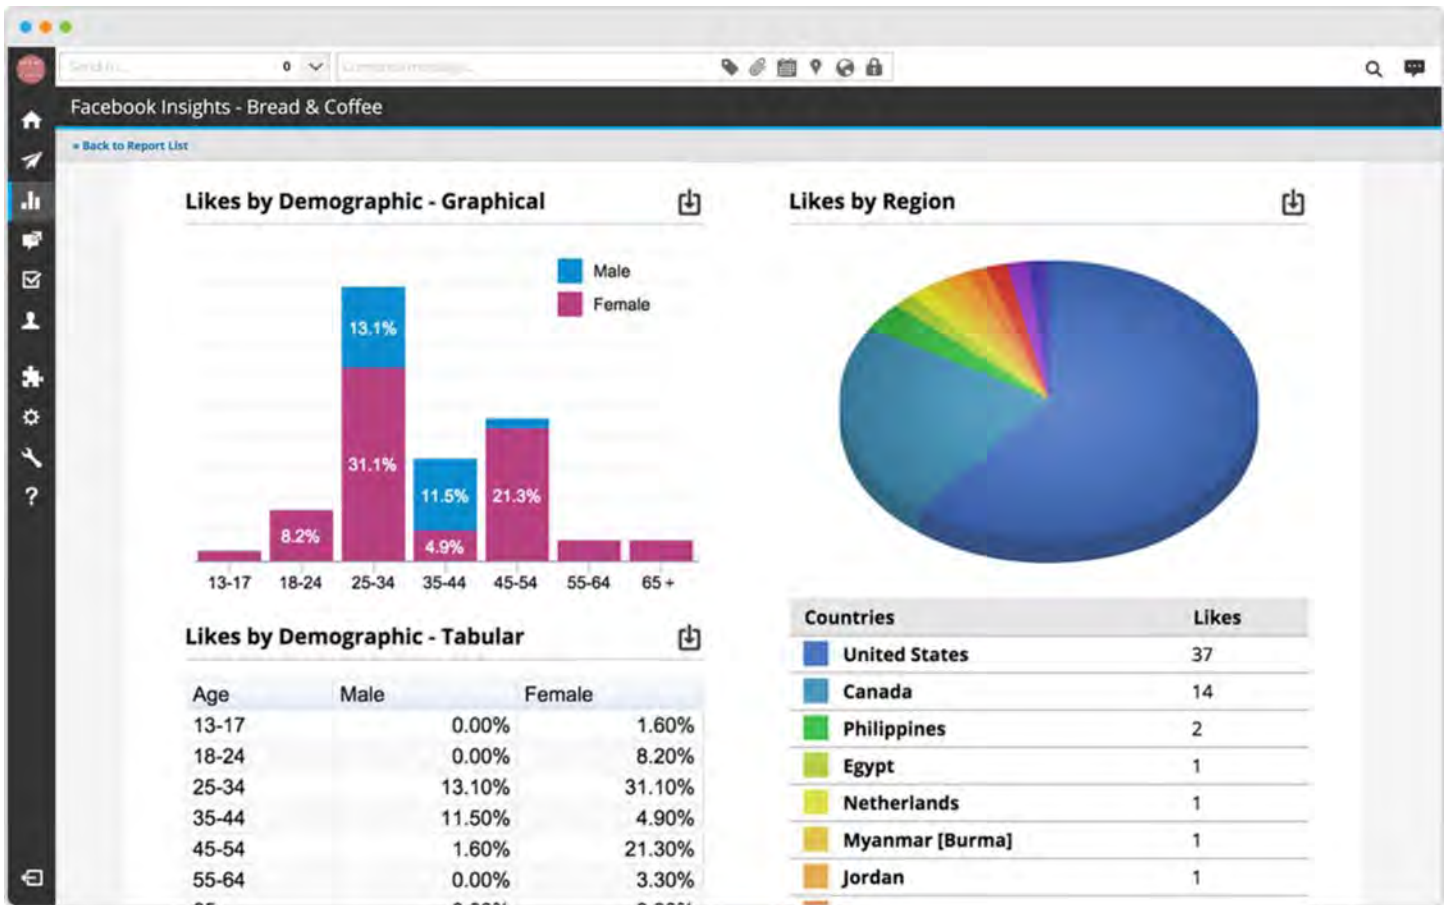 Send to...
0
Compose message...
Facebook Insights - Bread & Coffee
« Back to Report List
Likes by Demographic - Graphical
Male
Female
13.1%
31.1%
11.5%
21.3%
8.2%
4.9%
13-17 18-24 25-34 35-44 45-54 55-64 65 +
Likes by Demographic - Tabular
Age Male Female
13-17 0.00% 1.60%
18-24 0.00% 8.20%
25-34 13.10% 31.10%
35-44 11.50% 4.90%
45-54 1.60% 21.30%
55-64 0.00% 3.30%
Likes by Region
Countries Likes
United States 37
Canada 14
Philippines 2
Egypt 1
Netherlands 1
Myanmar [Burma] 1
Jordan 1
?